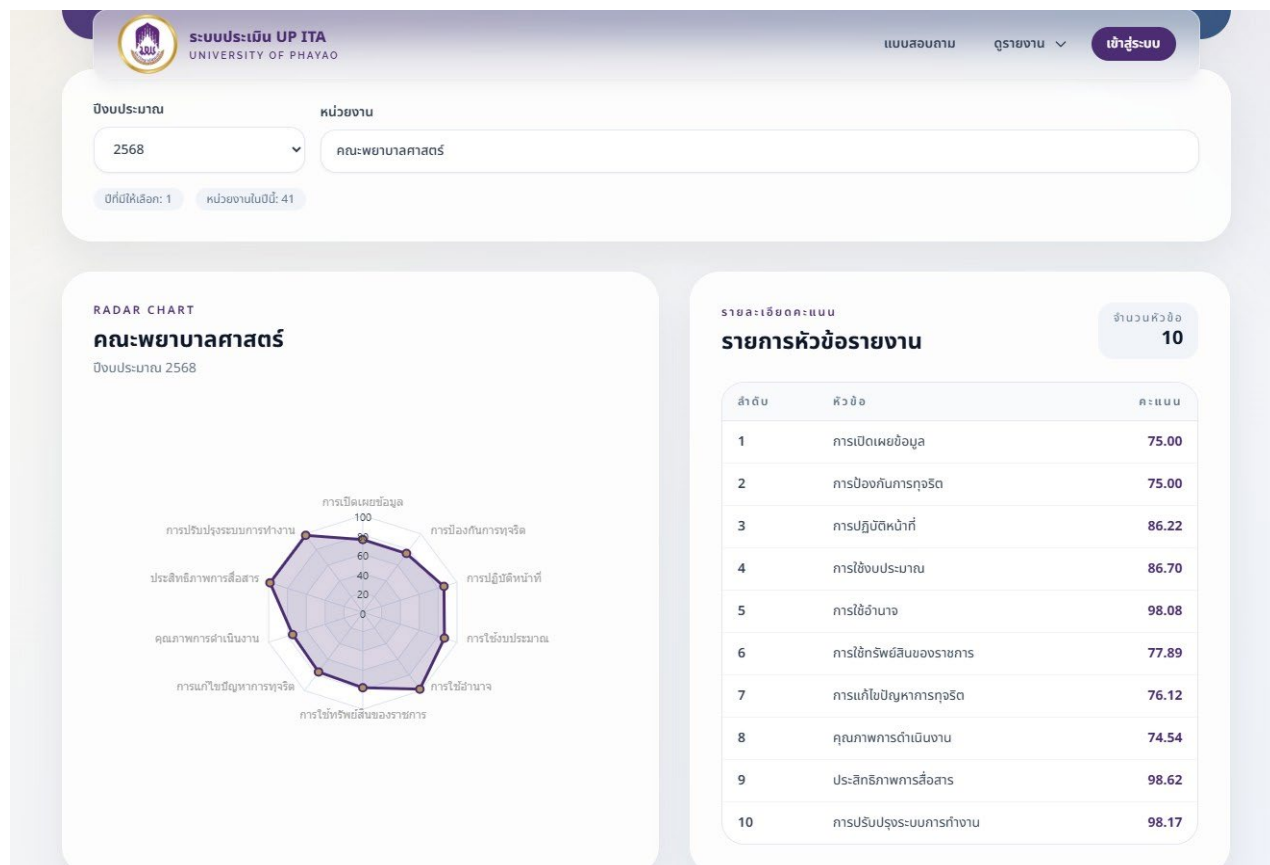 ระบบประเมิน UP ITA
UNIVERSITY OF PHAYAO
แบบสอบถาม
ดูรายงาน
เข้าสู่ระบบ
ปีงบประมาณ
หน่วยงาน
2568
คณะพยาบาลศาสตร์
ปีที่มีให้เลือก: 1
หน่วยงานในปีนี้: 41
RADAR CHART
คณะพยาบาลศาสตร์
ปีงบประมาณ 2568
การเปิดเผยข้อมูล
การป้องกันการทุจริต
การปฏิบัติหน้าที่
การใช้งบประมาณ
การใช้อำนาจ
การใช้ทรัพย์สินของราชการ
การแก้ไขปัญหาการทุจริต
คุณภาพการดำเนินงาน
ประสิทธิภาพการสื่อสาร
การปรับปรุงระบบการทำงาน
100
80
60
40
20
0
รายละเอียดคะแนน
รายการหัวข้อรายงาน
จำนวนหัวข้อ
10
ลำดับ หัวข้อ คะแนน
1 การเปิดเผยข้อมูล 75.00
2 การป้องกันการทุจริต 75.00
3 การปฏิบัติหน้าที่ 86.22
4 การใช้งบประมาณ 86.70
5 การใช้อำนาจ 98.08
6 การใช้ทรัพย์สินของราชการ 77.89
7 การแก้ไขปัญหาการทุจริต 76.12
8 คุณภาพการดำเนินงาน 74.54
9 ประสิทธิภาพการสื่อสาร 98.62
10 การปรับปรุงระบบการทำงาน 98.17